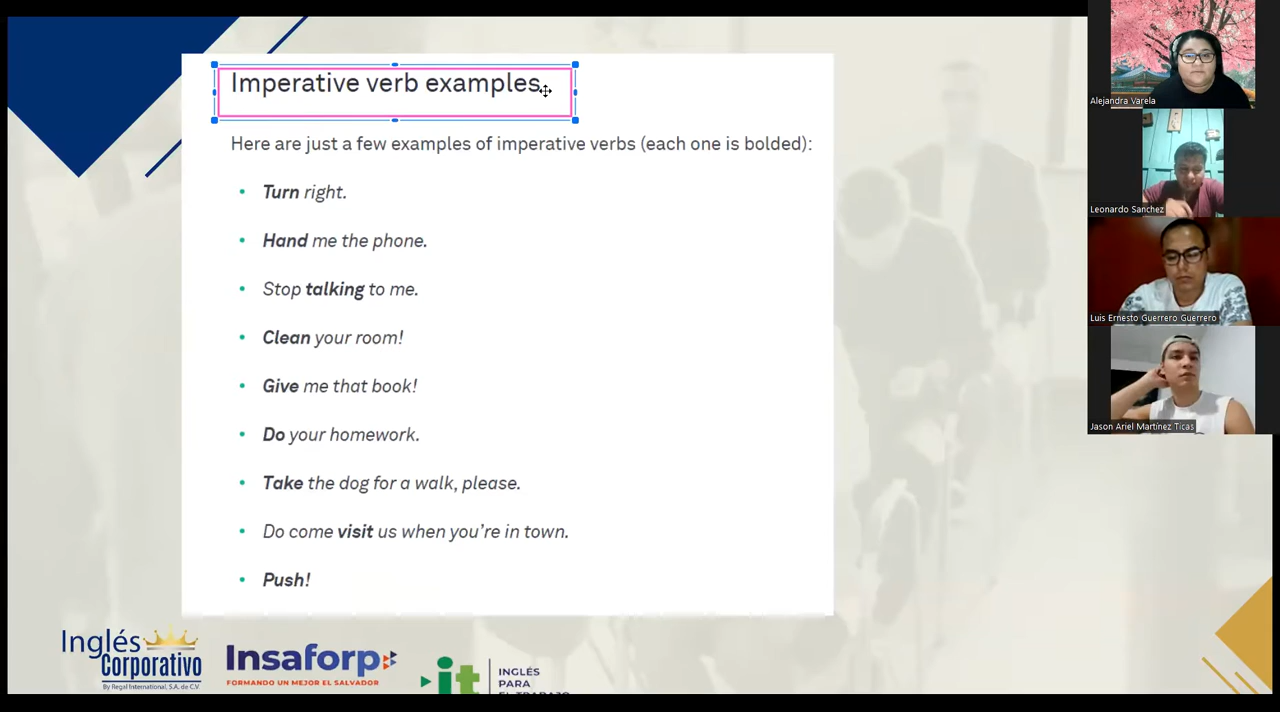 Imperative verb examples
Here are just a few examples of imperative verbs (each one is bolded):
• Turn right.
• Hand me the phone.
• Stop talking to me.
• Clean your room!
• Give me that book!
• Do your homework.
• Take the dog for a walk, please.
• Do come visit us when you're in town.
• Push!
Inglés
Corporativo
By Regal International, S.A. de C.V.
Insaforp
FORMANDO UN MEJOR EL SALVADOR
it
INGLÉS
PARA
EL TRABAJO
Alejandra Varela
Leonardo Sanchez
Luis Ernesto Guerrero Guerrero
Jason Ariel Martínez Ticas